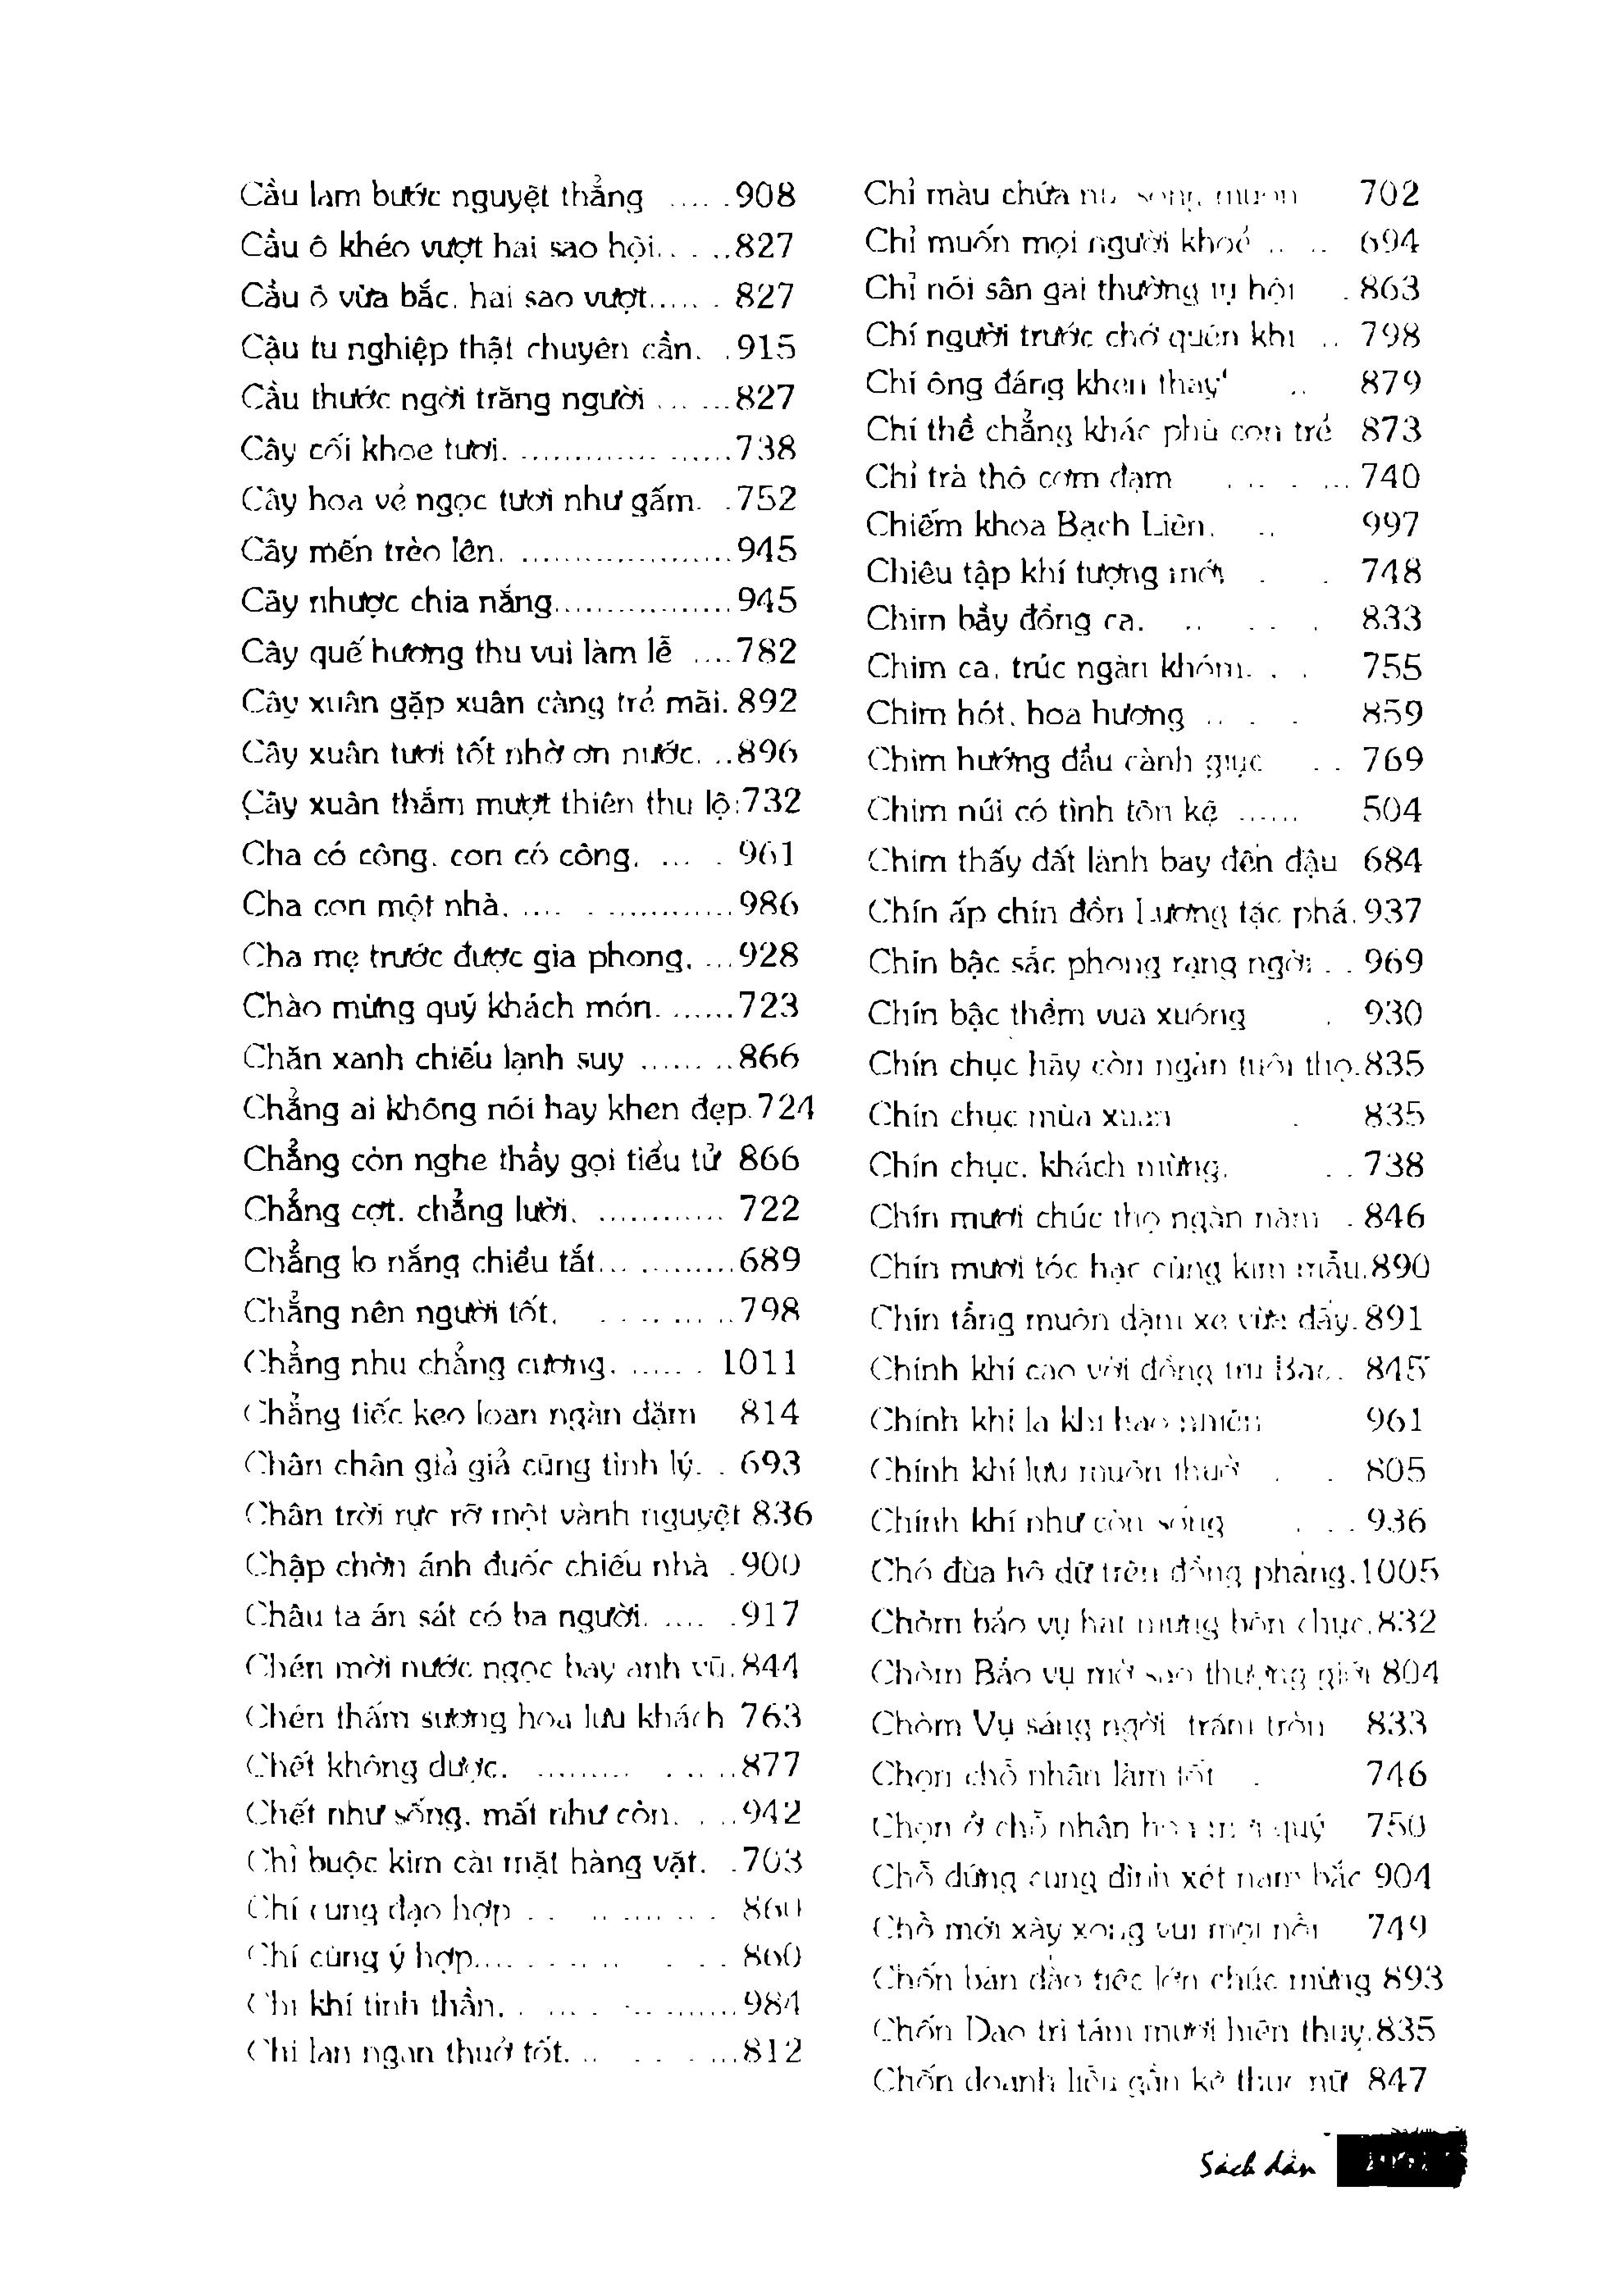 Cầu lam bước nguyệt thẳng ..... .908
Cầu ô khéo vượt hai sao hội. . . ..827
Cầu ô vừa bắc, hai sao vượt..... . 827
Cậu tu nghiệp thật chuyên cần. .915
Cầu thước ngời trăng người ... ...827
Cây cối khoe tươi. .................... ......738
Cây hoa vẻ ngọc tươi như gấm. .752
Cây mến trèo lên. .....................945
Cây nhược chia nắng..................945
Cây quế hương thu vui làm lễ ....782
Cây xuân gặp xuân càng trẻ mãi. 892
Cây xuân tươi tốt nhờ ơn nước. ..896
Cây xuân thắm mượt thiên thu lộ:732
Cha có công, con có công. ... . 961
Cha con một nhà. .... . .............986
Cha mẹ trước được gia phong. ...928
Chào mừng quý khách món. .......723
Chăn xanh chiếu lạnh suy ...... ..866
Chẳng ai không nói hay khen đẹp.724
Chẳng còn nghe thầy gọi tiểu tử 866
Chẳng cợt, chẳng lười. ............ 722
Chẳng lo nắng chiều tắt... ..........689
Chẳng nên người tốt. . .. .. ... ..798
Chẳng nhu chẳng cương. ...... . 1011
Chẳng tiếc keo loan ngàn dặm 814
Chân chân giả giả cũng tình lý. . 693
Chân trời rực rỡ một vành nguyệt 836
Chập chờn ánh đuốc chiếu nhà .900
Châu ta án sát có ba người. .... .917
Chén mời nước ngọc bay anh vũ.844
Chén thắm sương hoa lưu khách 763
Chết không được. ......... . .. ..877
Chết như sống, mất như còn. . ..942
Chỉ buộc kim cài mặt hàng vặt. .703
Chí cung đạo hợp . . .. ...... . . 860
Chí cùng ý hợp.... . . .. .. . . . 860
Chí khí tinh thần. . ... . .. .......984
Chi lan ngàn thuở tốt. .. .. . . ...812
Chỉ màu chứa 702
Chỉ muốn mọi người khoẻ .. .. 694
Chỉ nói sân gai thường tụ hội . 863
Chí người trước chớ quên khi .. 798
Chí ông đáng khen thay! .. 879
Chí thề chẳng khác phù con trẻ 873
Chỉ trà thô cơm đạm . .. . ...740
Chiếm khoa Bạch Liên. .. 997
Chiêu tập khí tượng mới . . 748
Chim bầy đồng ca. .. . . . 833
Chim ca, trúc ngàn khóm. . . 755
Chim hót, hoa hương .. . . 859
Chim hướng đầu cành giục . . 769
Chim núi có tình tôn kệ ...... 504
Chim thấy đất lành bay đến đậu 684
Chín ấp chín đồn Lương tặc phá.937
Chín bậc sắc phong rạng ngời . . 969
Chín bậc thềm vua xuống . 930
Chín chục hãy còn ngàn tuổi thọ.835
Chín chục mùa xuân . 835
Chín chục, khách mừng. . . 738
Chín mươi chúc thọ ngàn năm . 846
Chín mươi tóc hạc cùng kim mẫu.890
Chín tầng muôn dặm xe vừa đẩy.891
Chính khí cao vời đồng trụ Bắc. 845
Chính khí là khí hạo nhiên 961
Chính khí lưu muôn thuở . . 805
Chính khí như còn sống . . . 936
Chó đùa hô dữ trên đồng phẳng.1005
Chòm bảo vụ hát mừng bốn chục.832
Chòm Bảo vụ mờ sao thượng giới 804
Chòm Vụ sáng ngời trăm tròn 833
Chọn chỗ nhân làm tốt . 746
Chọn ở chỗ nhân quý 750
Chỗ đứng cung đình xét nam bắc 904
Chỗ mới xây xong vui mọi nỗi 749
Chốn bàn đào tiệc lớn chúc mừng 893
Chốn Dao trì tám mươi hiên thuỵ.835
Chốn doanh liễu gần kề thục nữ 847
Sách dẫn